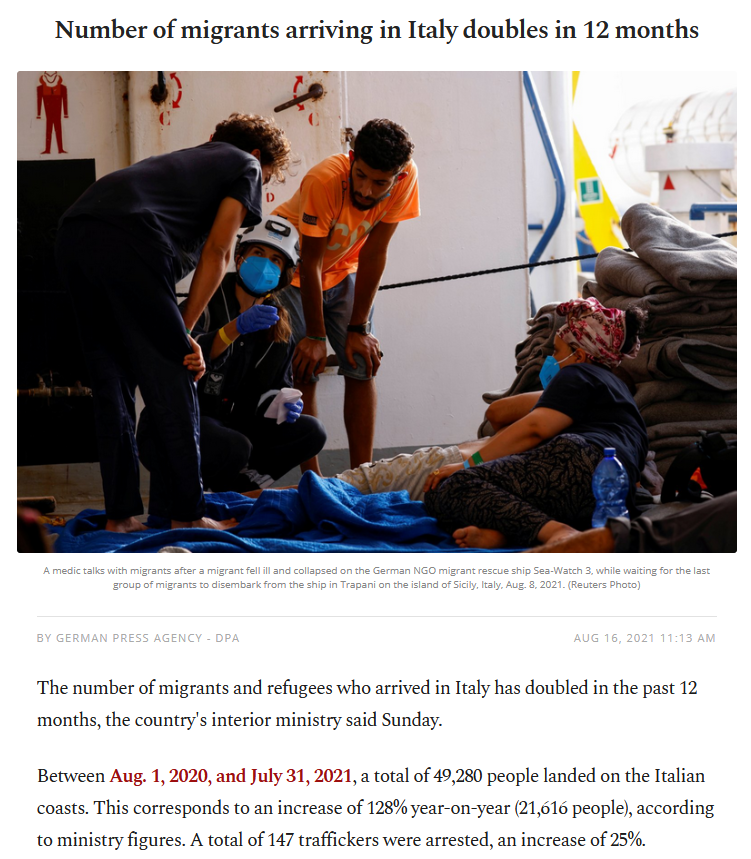 Number of migrants arriving in Italy doubles in 12 months
A medic talks with migrants after a migrant fell ill and collapsed on the German NGO migrant rescue ship Sea-Watch 3, while waiting for the last
group of migrants to disembark from the ship in Trapani on the island of Sicily, Italy, Aug. 8, 2021. (Reuters Photo)
BY GERMAN PRESS AGENCY - DPA
AUG 16, 2021 11:13 AM
The number of migrants and refugees who arrived in Italy has doubled in the past 12
months, the country's interior ministry said Sunday.
Between Aug. 1, 2020, and July 31, 2021, a total of 49,280 people landed on the Italian
coasts. This corresponds to an increase of 128% year-on-year (21,616 people), according
to ministry figures. A total of 147 traffickers were arrested, an increase of 25%.